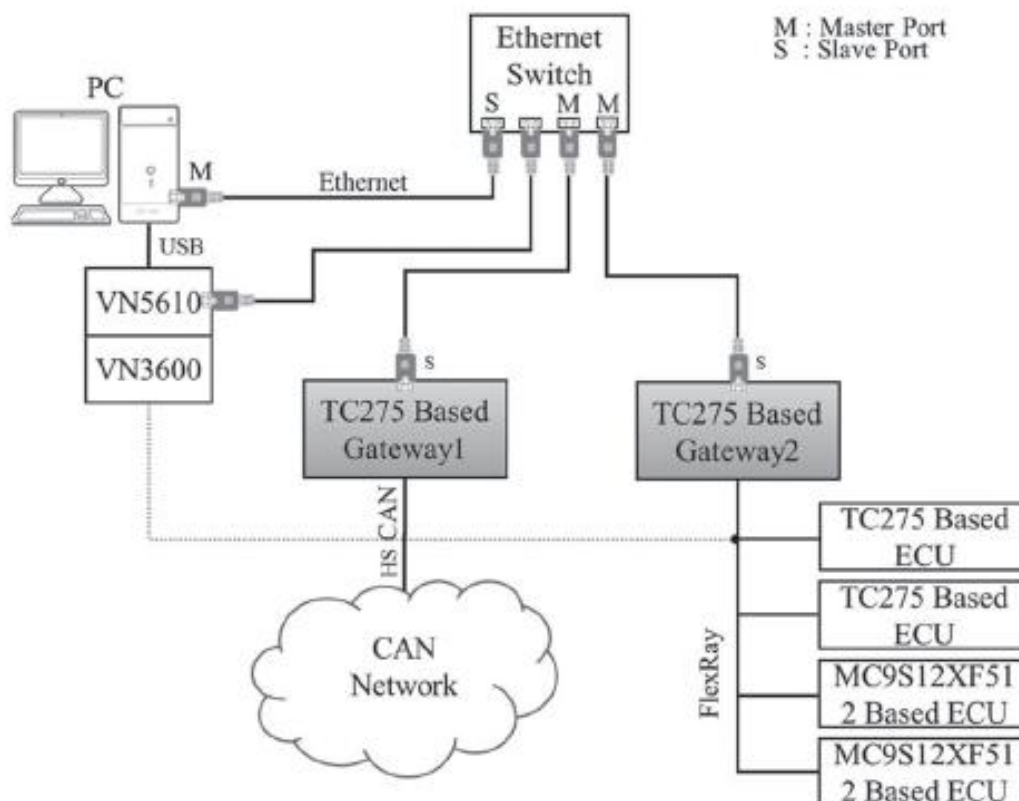 Ethernet
Switch
S M M
M : Master Port
S : Slave Port
PC
M
Ethernet
USB
VN5610
VN3600
S
TC275 Based
Gateway1
S
TC275 Based
Gateway2
HS CAN
CAN
Network
FlexRay
TC275 Based
ECU
TC275 Based
ECU
MC9S12XF51
2 Based ECU
MC9S12XF51
2 Based ECU